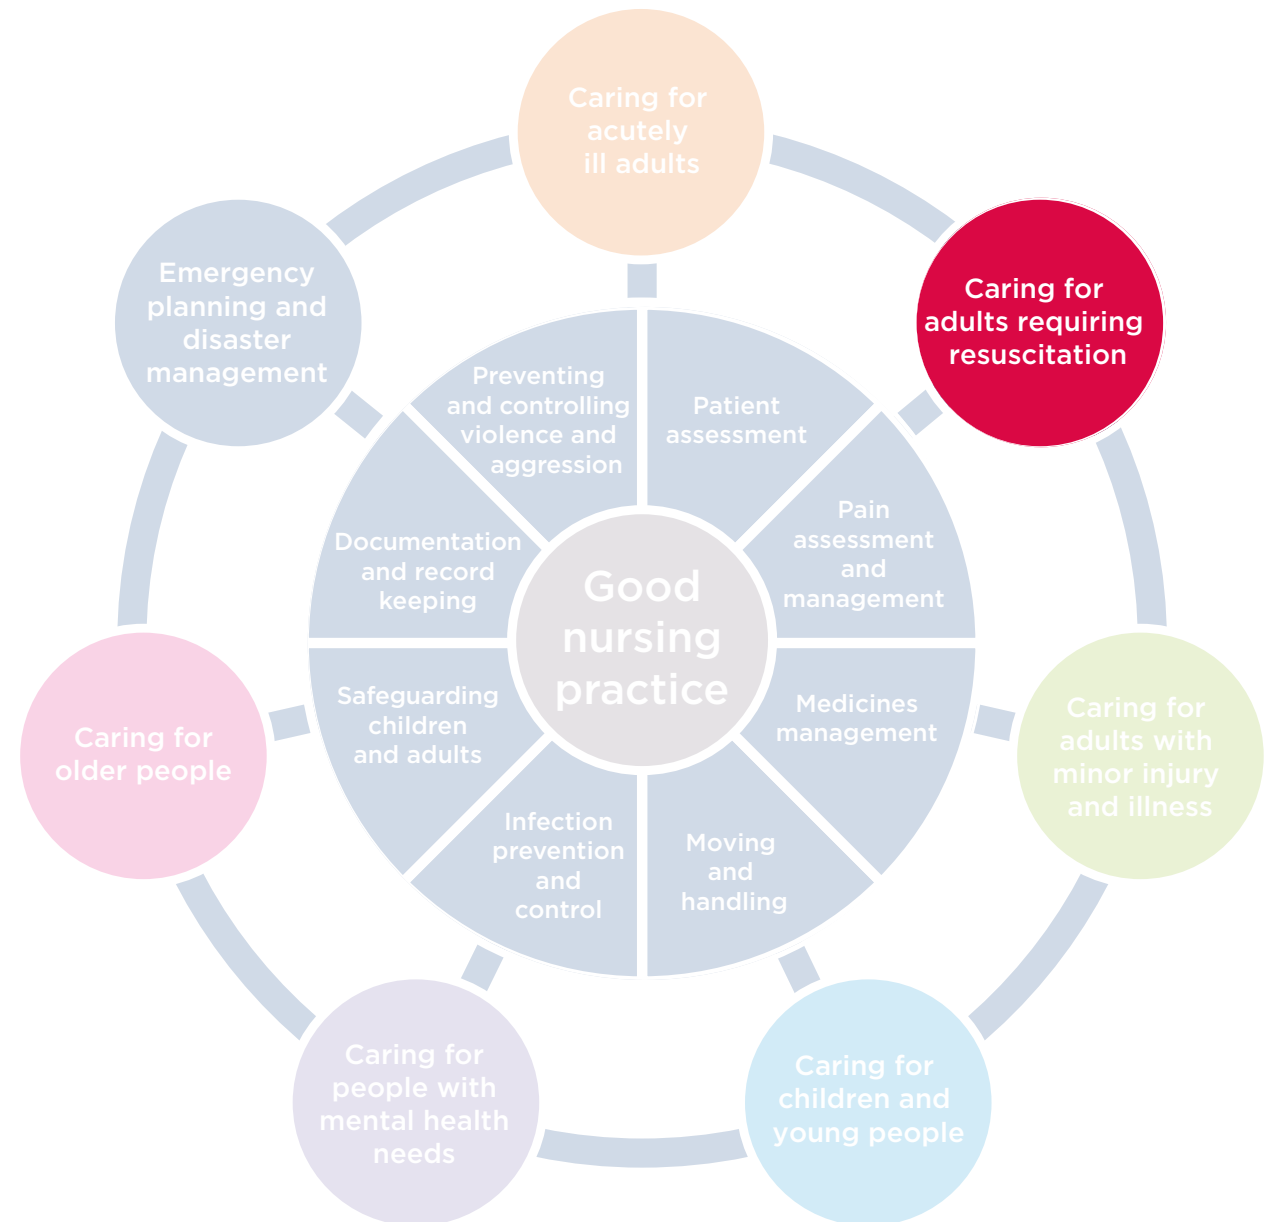 Caring for
acutely
ill adults
Caring for
adults requiring
resuscitation
Caring for
adults with
minor injury
and illness
Caring for
children and
young people
Caring for
people with
mental health
needs
Caring for
older people
Emergency
planning and
disaster
management
Patient
assessment
Pain
assessment
and
management
Medicines
management
Moving
and
handling
Infection
prevention
and
control
Safeguarding
children
and adults
Documentation
and record
keeping
Preventing
and controlling
violence and
aggression
Good
nursing
practice